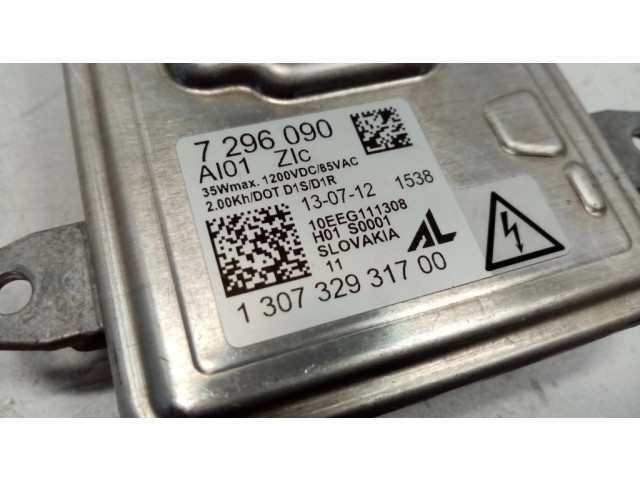 7 296 090
AI01 ZIC
35Wmax. 1200VDC/85VAC
2.00Kh/DOT D1S/D1R
13-07-12 1538
10EEG111308
H01 S0001
SLOVAKIA
11
AL
1 307 329 317 00